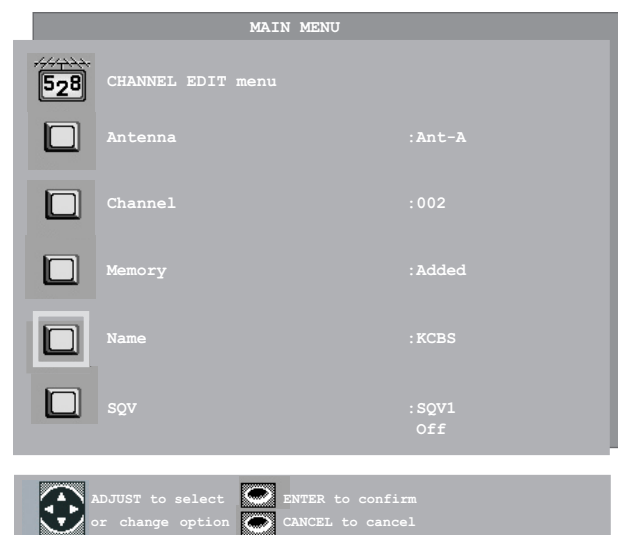 MAIN MENU
528 CHANNEL EDIT menu
Antenna :Ant-A
Channel :002
Memory :Added
Name :KCBS
SQV :SQV1
Off
ADJUST to select ENTER to confirm
or change option CANCEL to cancel